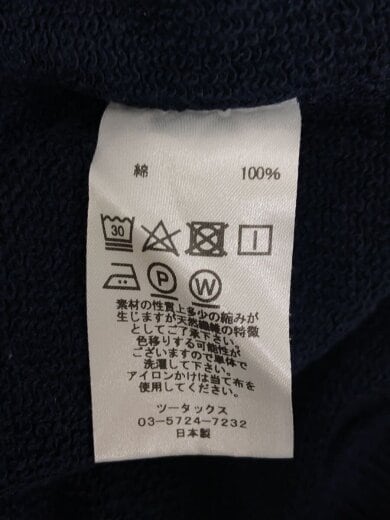 綿 100%
30
P W
素材の性質上多少の縮みが
生じますが天然繊維の特徴
としてご了承下さい。
色移りする可能性が
ございますので単体で
洗濯して下さい。
アイロンかけは当て布を
使用してください。
ツータックス
03-5724-7232
日本製